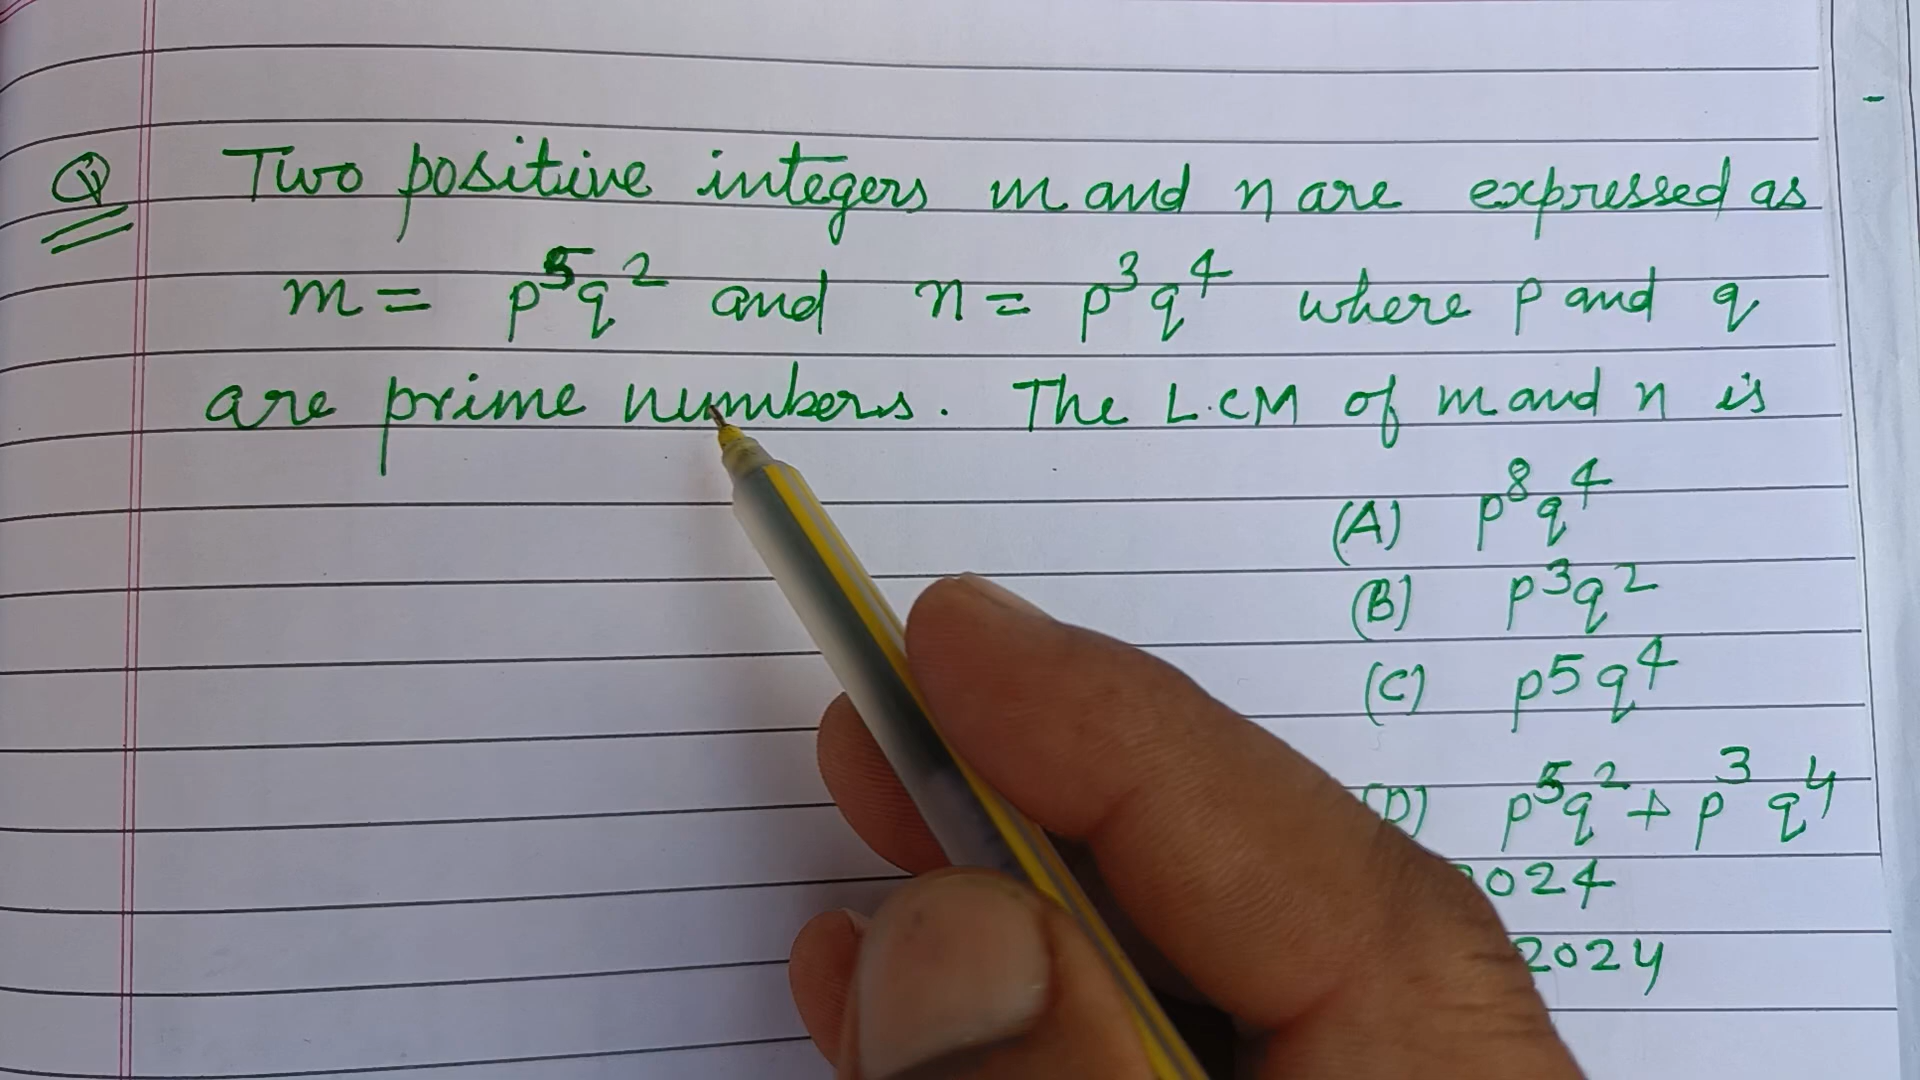 Q Two positive integers m and n are expressed as
m = p⁵q² and n = p³q⁴ where p and q
are prime numbers. The L.CM of m and n is
(A) p⁸q⁴
(B) p³q²
(C) p⁵q⁴
(D) p⁵q² + p³q⁴
2024
2024